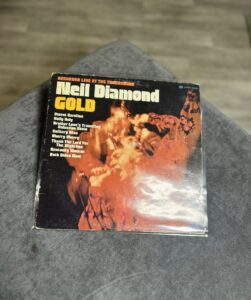 RECORDED LIVE AT THE TROUBADOUR
Neil Diamond
GOLD
Sweet Caroline
Holly Holy
Brother Love's Travelling
Salvation Show
Solitary Man
Cherry Cherry
Thank The Lord For
The Night Time
Kentucky Woman
Both Sides Now